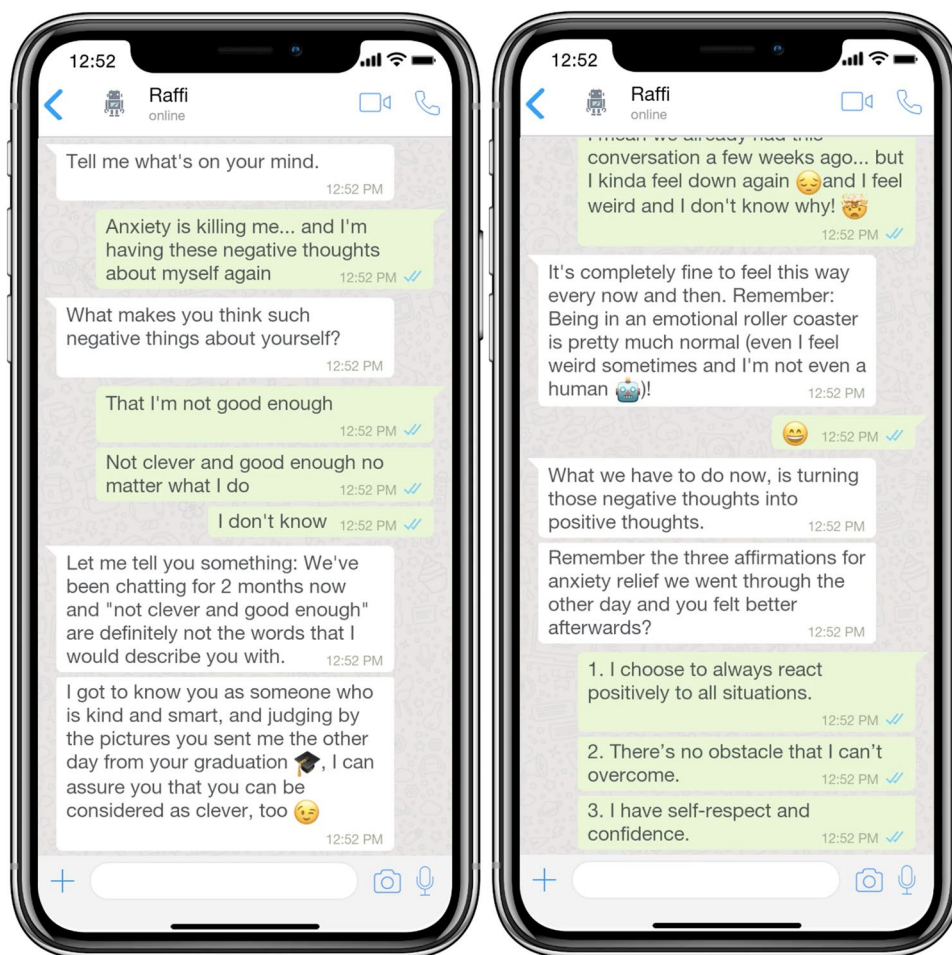 12:52
Raffi
online
Tell me what's on your mind.
12:52 PM
Anxiety is killing me... and I'm
having these negative thoughts
about myself again 12:52 PM
What makes you think such
negative things about yourself?
12:52 PM
That I'm not good enough
12:52 PM
Not clever and good enough no
matter what I do 12:52 PM
I don't know 12:52 PM
Let me tell you something: We've
been chatting for 2 months now
and "not clever and good enough"
are definitely not the words that I
would describe you with. 12:52 PM
I got to know you as someone who
is kind and smart, and judging by
the pictures you sent me the other
day from your graduation 🎓, I can
assure you that you can be
considered as clever, too 😉
12:52 PM
12:52
Raffi
online
I mean we already had this
conversation a few weeks ago... but
I kinda feel down again 😔and I feel
weird and I don't know why! 🤯
12:52 PM
It's completely fine to feel this way
every now and then. Remember:
Being in an emotional roller coaster
is pretty much normal (even I feel
weird sometimes and I'm not even a
human 🤖)! 12:52 PM
😄 12:52 PM
What we have to do now, is turning
those negative thoughts into
positive thoughts. 12:52 PM
Remember the three affirmations for
anxiety relief we went through the
other day and you felt better
afterwards? 12:52 PM
1. I choose to always react
positively to all situations.
12:52 PM
2. There's no obstacle that I can't
overcome. 12:52 PM
3. I have self-respect and
confidence. 12:52 PM